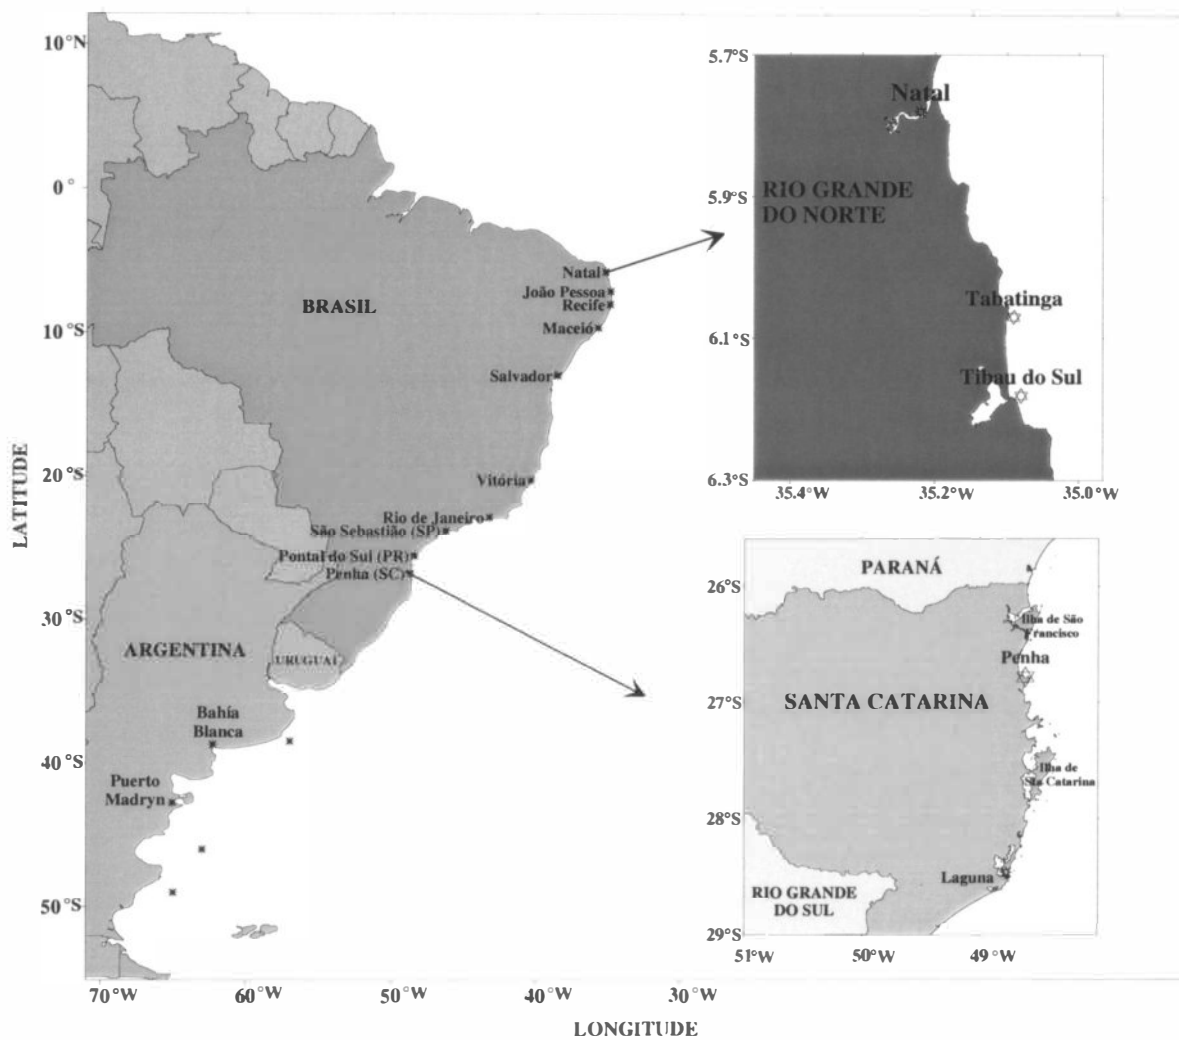 10°N
0°
10°S
20°S
30°S
40°S
50°S
LATITUDE
70°W
60°W
50°W
40°W
30°W
LONGITUDE
BRASIL
Natal
João Pessoa
Recife
Maceió
Salvador
Vitória
Rio de Janeiro
São Sebastião (SP)
Pontal do Sul (PR)
Penha (SC)
ARGENTINA
URUGUAI
Bahía
Blanca
Puerto
Madryn
5.7°S
5.9°S
6.1°S
6.3°S
Natal
RIO GRANDE
DO NORTE
Tabatinga
Tibau do Sul
35.4°W
35.2°W
35.0°W
26°S
27°S
28°S
29°S
PARANÁ
Ilha de São
Francisco
Penha
SANTA CATARINA
Ilha de
Sta Catarina
Laguna
RIO GRANDE
DO SUL
51°W
50°W
49°W